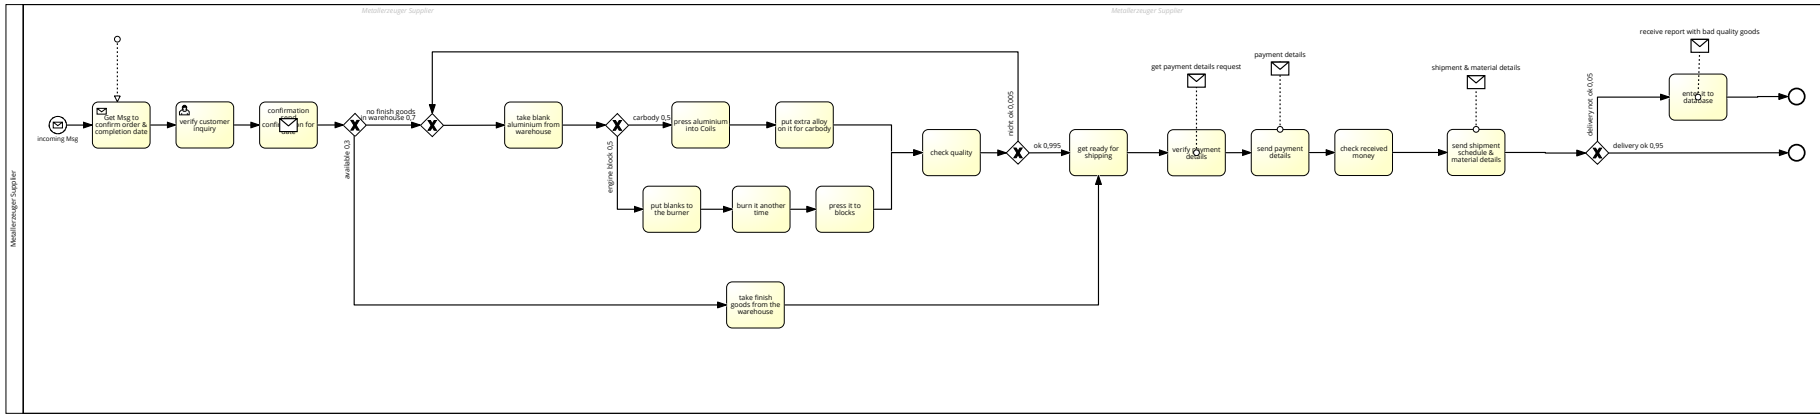 Metallerzeuger Supplier
Metallerzeuger Supplier
Metallerzeuger Supplier
incoming Msg
Get Msg to
confirm order &
completion date
verify customer
inquiry
confirmation
send
confirmation for
date
available 0,3
no finish goods
in warehouse 0,7
take blank
aluminium from
warehouse
carbody 0,5
engine block 0,5
press aluminium
into Coils
put extra alloy
on it for carbody
put blanks to
the burner
burn it another
time
press it to
blocks
take finish
goods from the
warehouse
check quality
nicht ok 0,005
ok 0,995
get ready for
shipping
get payment details request
verify payment
details
payment details
send payment
details
check received
money
shipment & material details
send shipment
schedule &
material details
delivery not ok 0,05
delivery ok 0,95
receive report with bad quality goods
enter it to
database